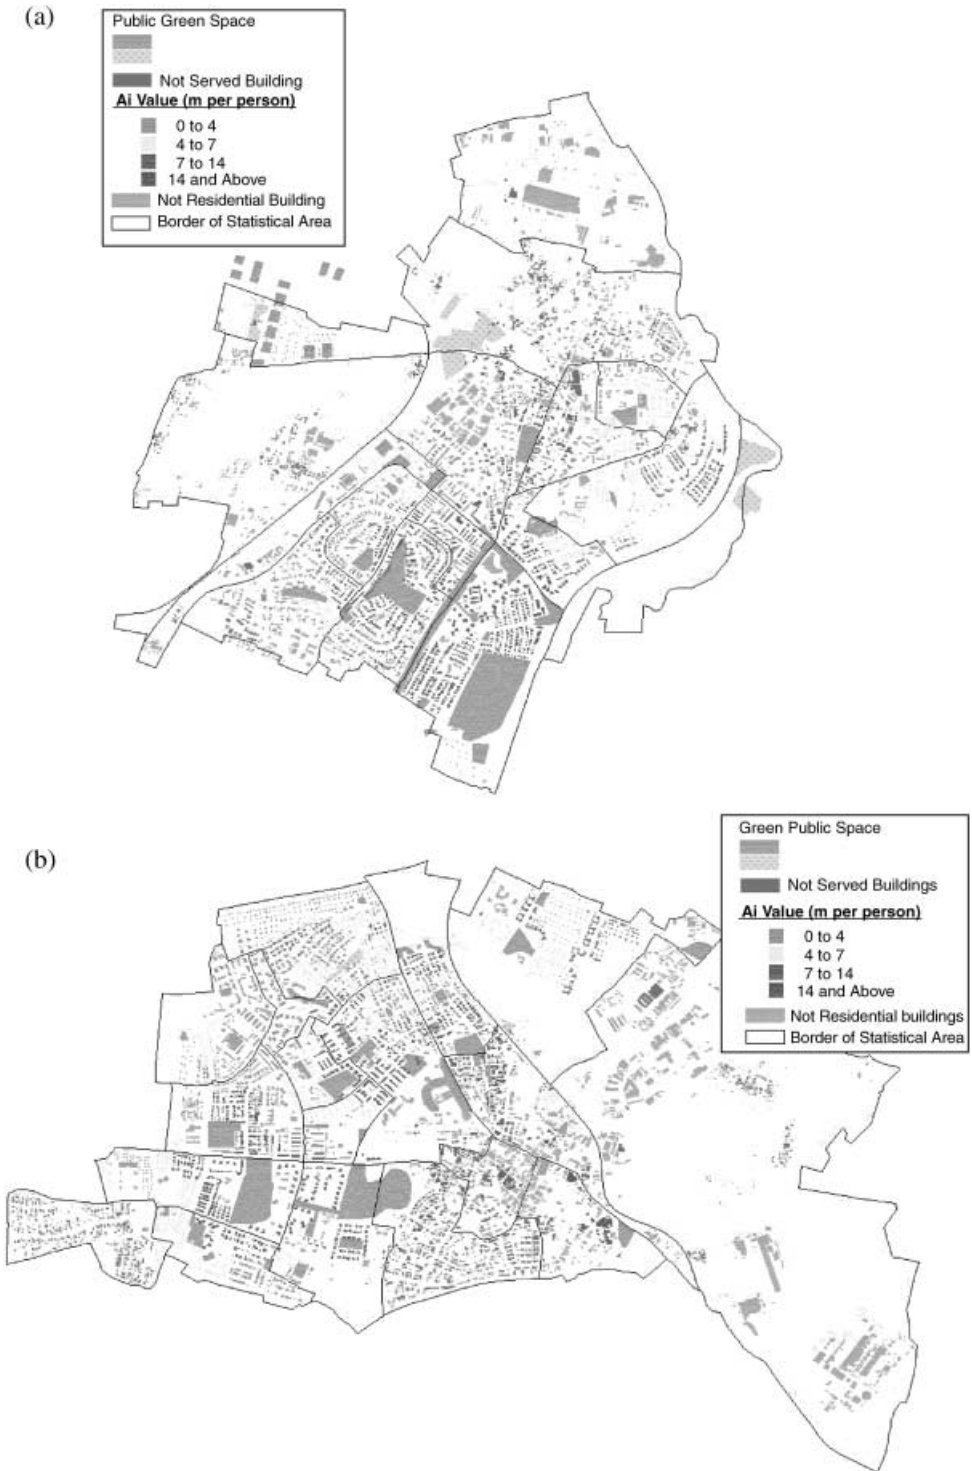 (a)
Public Green Space
Not Served Building
Ai Value (m per person)
0 to 4
4 to 7
7 to 14
14 and Above
Not Residential Building
Border of Statistical Area
(b)
Green Public Space
Not Served Buildings
Ai Value (m per person)
0 to 4
4 to 7
7 to 14
14 and Above
Not Residential buildings
Border of Statistical Area